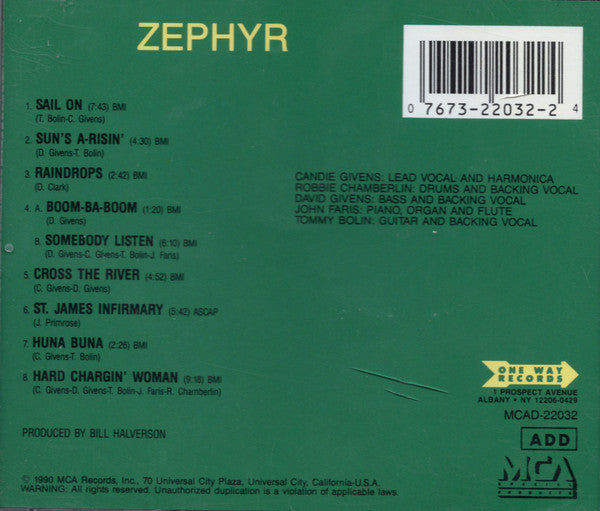 ZEPHYR
1. SAIL ON (7:43) BMI
(T. Bolin-C. Givens)
2. SUN'S A-RISIN' (4:30) BMI
(D. Givens-T. Bolin)
3. RAINDROPS (2:42) BMI
(D. Clark)
4. A. BOOM-BA-BOOM (1:20) BMI
(D. Givens)
B. SOMEBODY LISTEN (6:10) BMI
(D. Givens-C. Givens-T. Bolin-J. Faris)
5. CROSS THE RIVER (4:52) BMI
(C. Givens-D. Givens)
6. ST. JAMES INFIRMARY (5:42) ASCAP
(J. Primrose)
7. HUNA BUNA (2:26) BMI
(C. Givens-T. Bolin)
8. HARD CHARGIN' WOMAN (9:18) BMI
(C. Givens-D. Givens-T. Bolin-J. Faris-R. Chamberlin)
PRODUCED BY BILL HALVERSON
0 7673-22032-2 4
CANDIE GIVENS: LEAD VOCAL AND HARMONICA
ROBBIE CHAMBERLIN: DRUMS AND BACKING VOCAL
DAVID GIVENS: BASS AND BACKING VOCAL
JOHN FARIS: PIANO, ORGAN AND FLUTE
TOMMY BOLIN: GUITAR AND BACKING VOCAL
ONE WAY
RECORDS
1 PROSPECT AVENUE
ALBANY • NY 12206-0429
MCAD-22032
ADD
MCA
SPECIAL
PRODUCTS
© 1990 MCA Records, Inc., 70 Universal City Plaza, Universal City, California-U.S.A.
WARNING: All rights reserved. Unauthorized duplication is a violation of applicable laws.